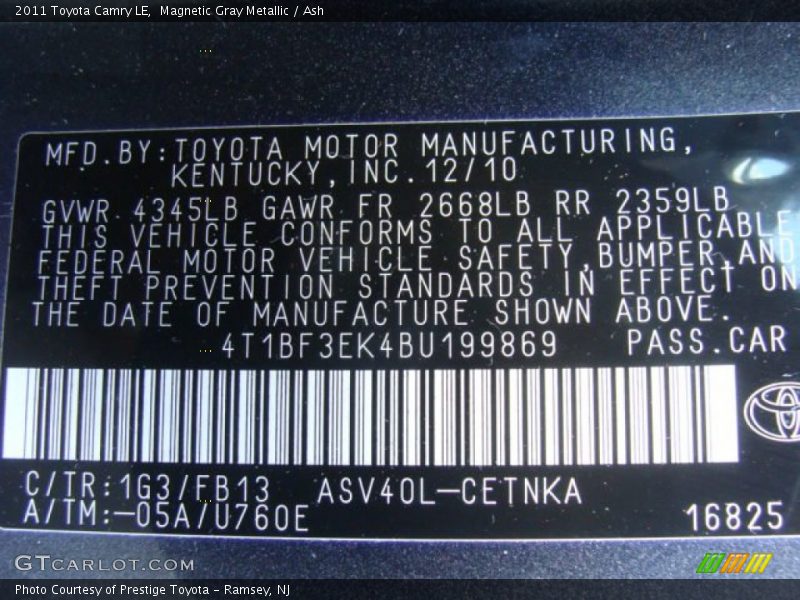 2011 Toyota Camry LE,  Magnetic Gray Metallic / Ash
MFD.BY:TOYOTA MOTOR MANUFACTURING,
KENTUCKY,INC.12/10
GVWR 4345LB GAWR FR 2668LB RR 2359LB
THIS VEHICLE CONFORMS TO ALL APPLICABLE
FEDERAL MOTOR VEHICLE SAFETY,BUMPER,AND
THEFT PREVENTION STANDARDS IN EFFECT ON
THE DATE OF MANUFACTURE SHOWN ABOVE.
4T1BF3EK4BU199869 PASS.CAR
C/TR:1G3/FB13 ASV40L-CETNKA
A/TM:-05A/U760E 16825
GTCARLOT.COM
Photo Courtesy of Prestige Toyota - Ramsey, NJ